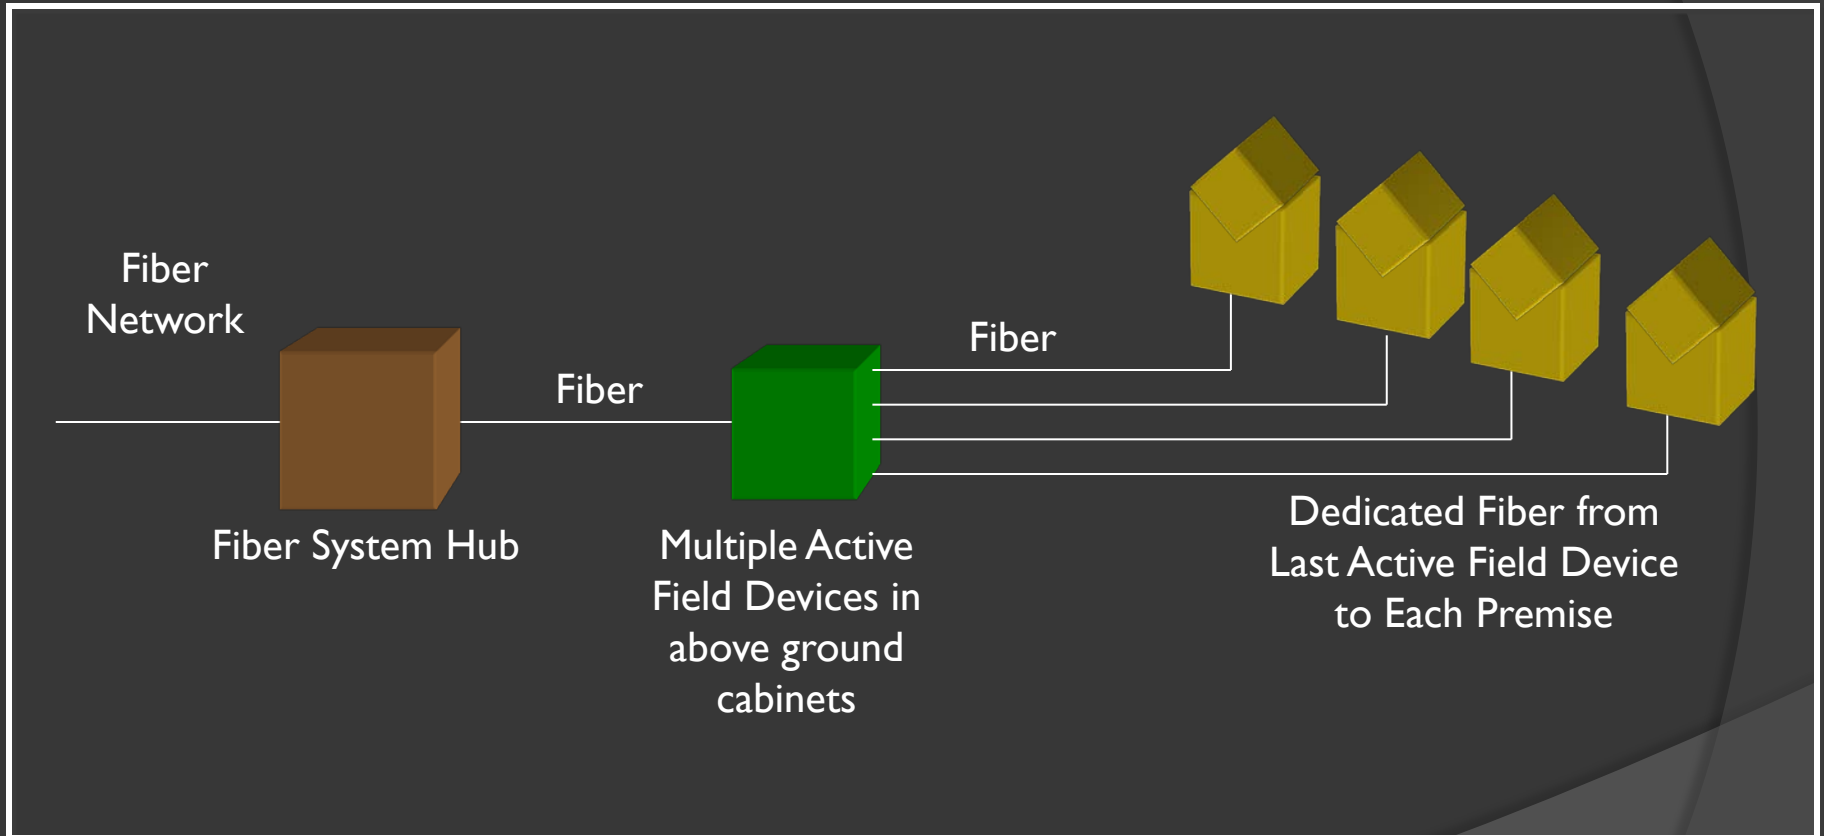 Fiber
Network
Fiber
Fiber
Fiber System Hub
Multiple Active
Field Devices in
above ground
cabinets
Dedicated Fiber from
Last Active Field Device
to Each Premise